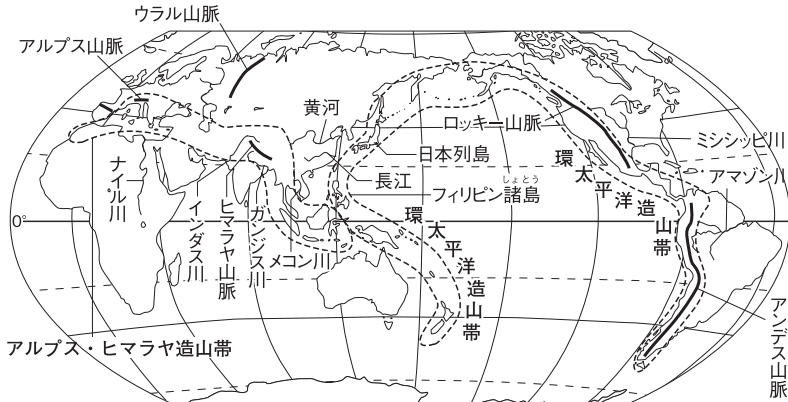 ウラル山脈
アルプス山脈
黄河
ロッキー山脈
ミシシッピ川
日本列島
アマゾン川
長江
しょとう
フィリピン諸島
環太平洋造山帯
ナイル川
インダス川
ヒマラヤ山脈
ガンジス川
メコン川
環太平洋造山帯
0°
アンデス山脈
アルプス・ヒマラヤ造山帯